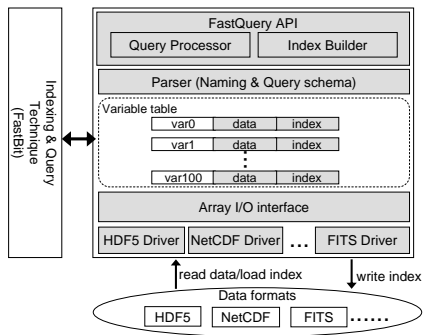 FastQuery API
Query Processor
Index Builder
Parser (Naming & Query schema)
Indexing & Query
Technique
(FastBit)
Variable table
var0 data index
var1 data index
⋮
var100 data index
Array I/O interface
HDF5 Driver NetCDF Driver ... FITS Driver
read data/load index
write index
Data formats
HDF5 NetCDF FITS ......